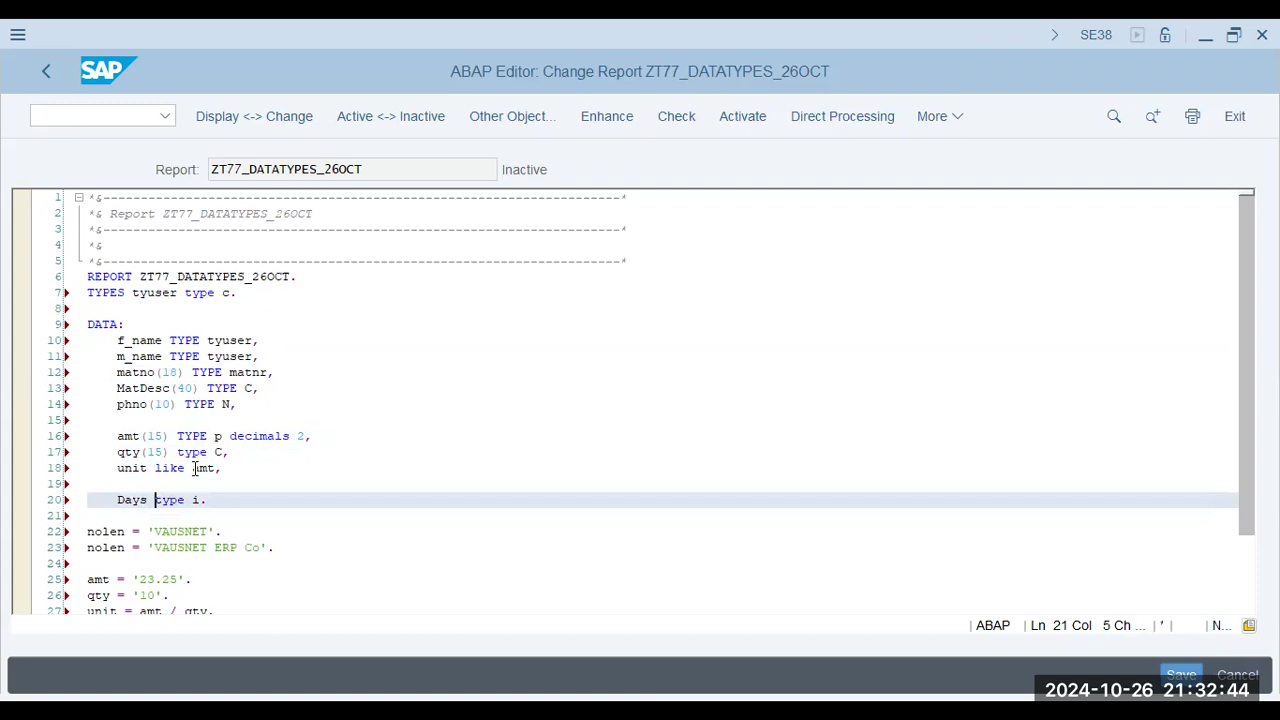 SE38
SAP
ABAP Editor: Change Report ZT77_DATATYPES_26OCT
Display <-> Change Active <-> Inactive Other Object... Enhance Check Activate Direct Processing More Exit
Report: ZT77_DATATYPES_26OCT Inactive
1 *&---------------------------------------------------------------------*
2 *& Report ZT77_DATATYPES_26OCT
3 *&---------------------------------------------------------------------*
4 *&
5 *&---------------------------------------------------------------------*
6 REPORT ZT77_DATATYPES_26OCT.
7 TYPES tyuser type c.
8
9 DATA:
10 f_name TYPE tyuser,
11 m_name TYPE tyuser,
12 matno(18) TYPE matnr,
13 MatDesc(40) TYPE C,
14 phno(10) TYPE N,
15
16 amt(15) TYPE p decimals 2,
17 qty(15) type C,
18 unit like amt,
19
20 Days type i.
21
22 nolen = 'VAUSNET'.
23 nolen = 'VAUSNET ERP Co'.
24
25 amt = '23.25'.
26 qty = '10'.
27 unit = amt / qty.
ABAP | Ln 21 Col 5 Ch ... | ' | | N...
Save Cancel
2024-10-26 21:32:44